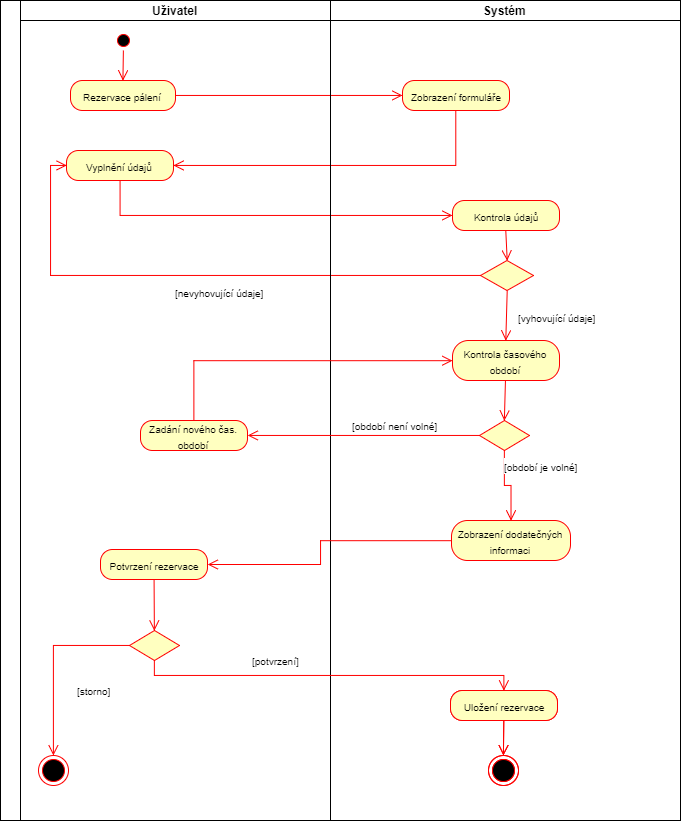 Uživatel
Systém
Rezervace pálení
Zobrazení formuláře
Vyplnění údajů
Kontrola údajů
[nevyhovující údaje]
[vyhovující údaje]
Kontrola časového
období
Zadání nového čas.
období
[období není volné]
[období je volné]
Zobrazení dodatečných
informaci
Potvrzení rezervace
[potvrzení]
[storno]
Uložení rezervace